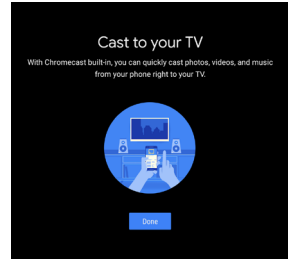 Cast to your TV
With Chromecast built-in, you can quickly cast photos, videos, and music
from your phone right to your TV.
Done